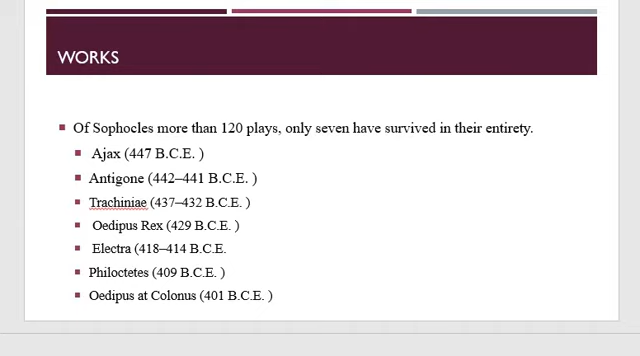 WORKS
Of Sophocles more than 120 plays, only seven have survived in their entirety.
Ajax (447 B.C.E. )
Antigone (442–441 B.C.E. )
Trachiniae (437–432 B.C.E. )
Oedipus Rex (429 B.C.E. )
Electra (418–414 B.C.E.
Philoctetes (409 B.C.E. )
Oedipus at Colonus (401 B.C.E. )